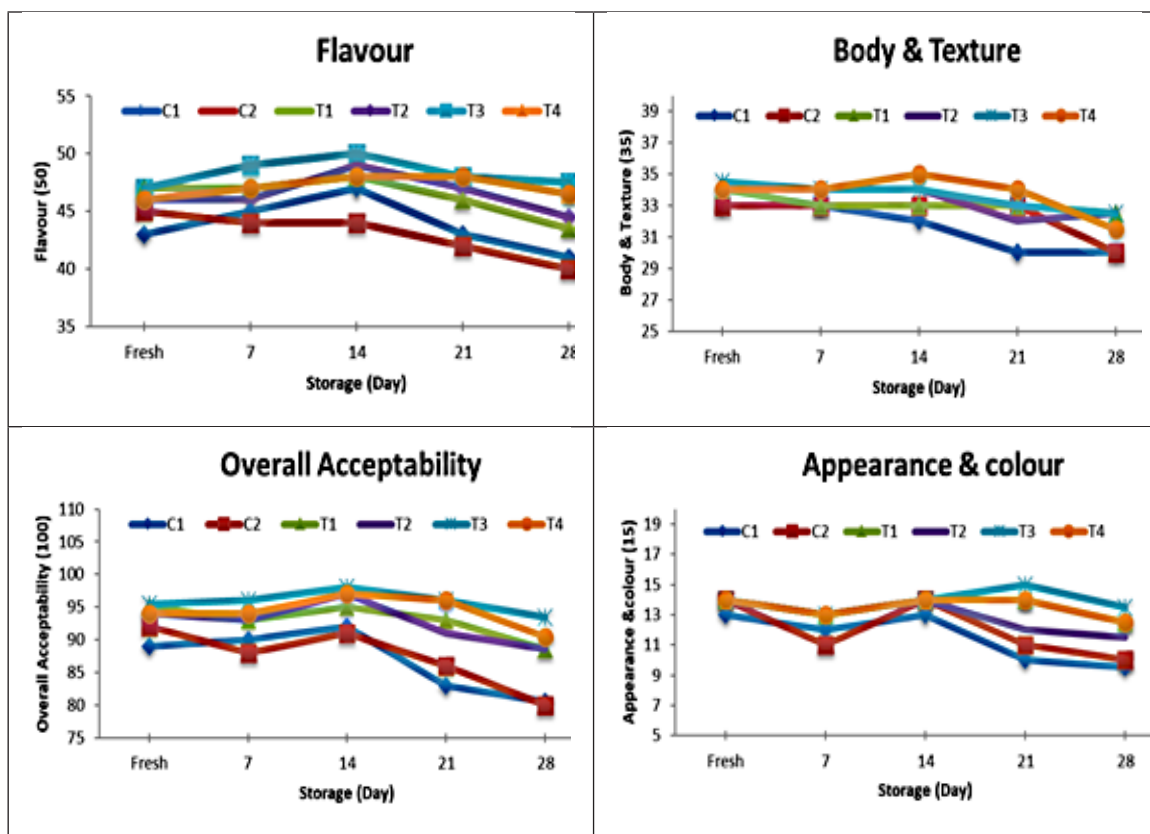 Flavour
C1 C2 T1 T2 T3 T4
55
50
45
40
35
Flavour (50)
Fresh 7 14 21 28
Storage (Day)
Body & Texture
C1 C2 T1 T2 T3 T4
39
37
35
33
31
29
27
25
Body & Texture (35)
Fresh 7 14 21 28
Storage (Day)
Overall Acceptability
C1 C2 T1 T2 T3 T4
110
105
100
95
90
85
80
75
Overall Acceptability (100)
Fresh 7 14 21 28
Storage (Day)
Appearance & colour
C1 C2 T1 T2 T3 T4
19
17
15
13
11
9
7
5
Appearance &colour (15)
Fresh 7 14 21 28
Storage (Day)